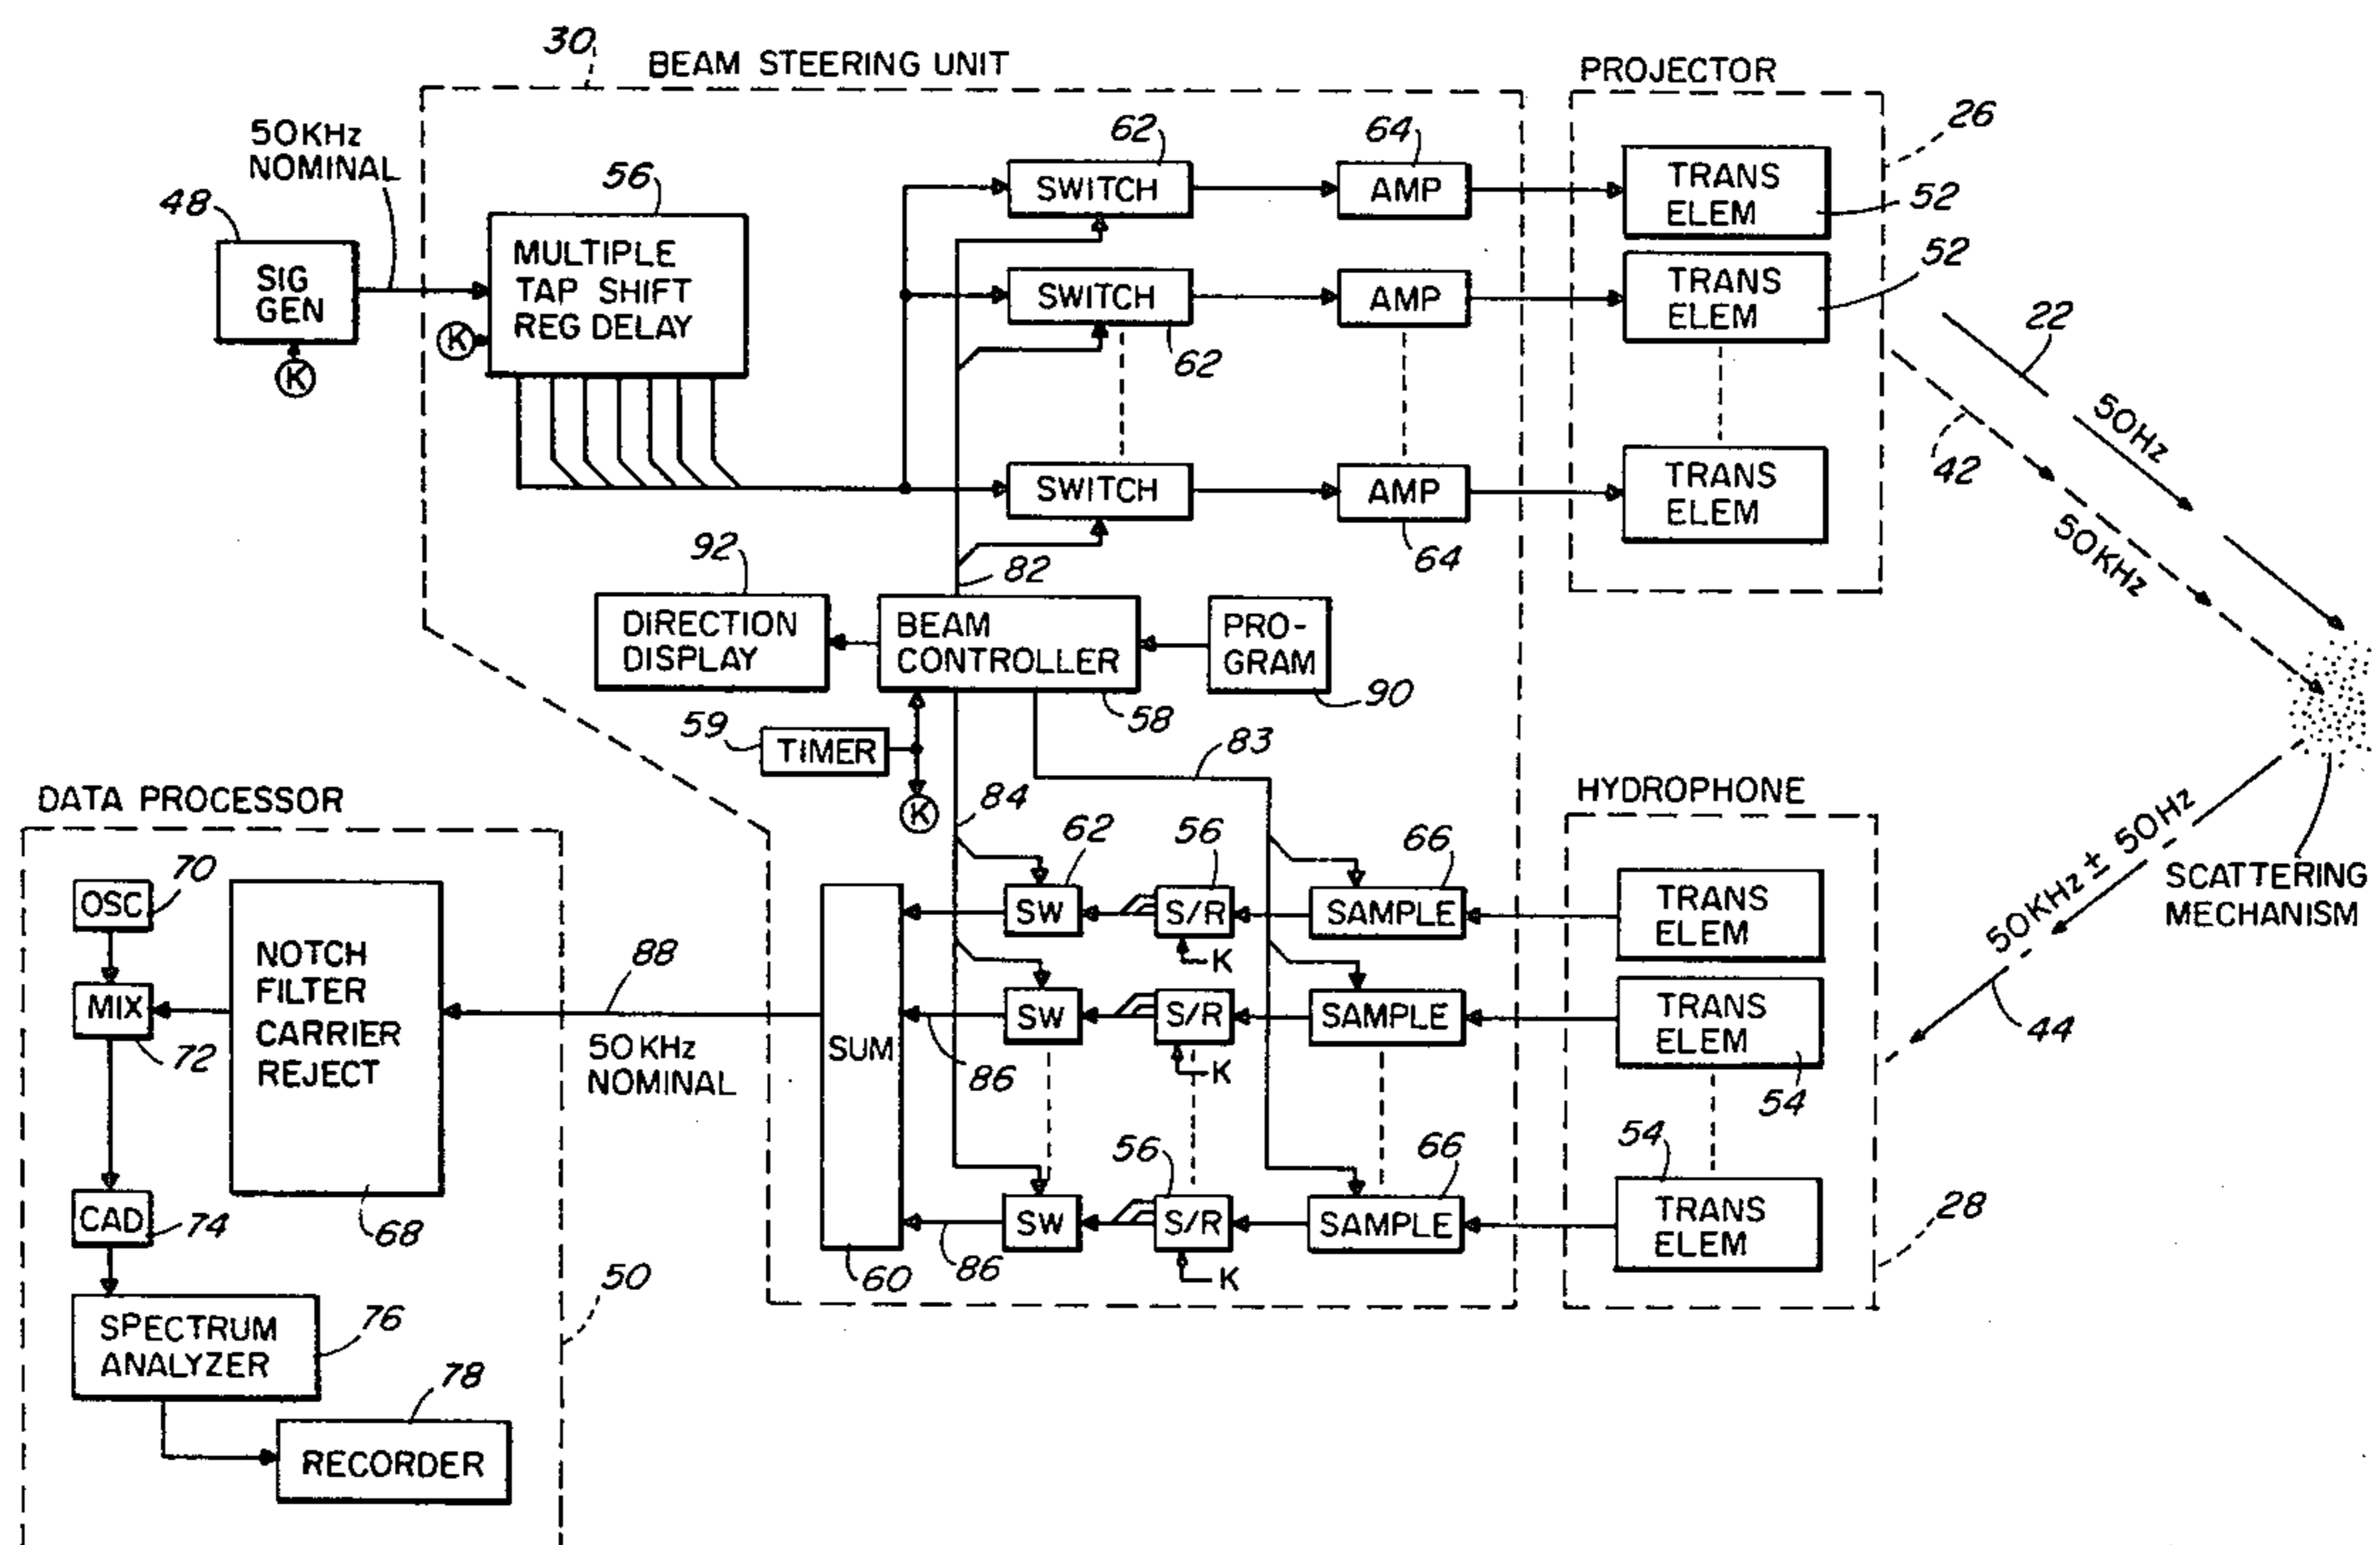 30
BEAM STEERING UNIT
PROJECTOR
50KHz
NOMINAL
48
SIG
GEN
K
56
MULTIPLE
TAP SHIFT
REG DELAY
K
62
SWITCH
64
AMP
TRANS
ELEM
26
52
SWITCH
62
AMP
TRANS
ELEM
52
SWITCH
AMP
64
TRANS
ELEM
22
50Hz
42
50KHz
82
92
DIRECTION
DISPLAY
BEAM
CONTROLLER
58
PRO-
GRAM
90
59
TIMER
K
83
84
SCATTERING
MECHANISM
50KHz ± 50Hz
44
HYDROPHONE
TRANS
ELEM
TRANS
ELEM
54
54
TRANS
ELEM
28
62
SW
56
S/R
K
66
SAMPLE
SW
S/R
K
SAMPLE
86
SW
56
S/R
K
66
SAMPLE
86
SUM
60
88
50KHz
NOMINAL
DATA PROCESSOR
70
OSC
MIX
72
NOTCH
FILTER
CARRIER
REJECT
68
CAD
74
50
SPECTRUM
ANALYZER
76
78
RECORDER